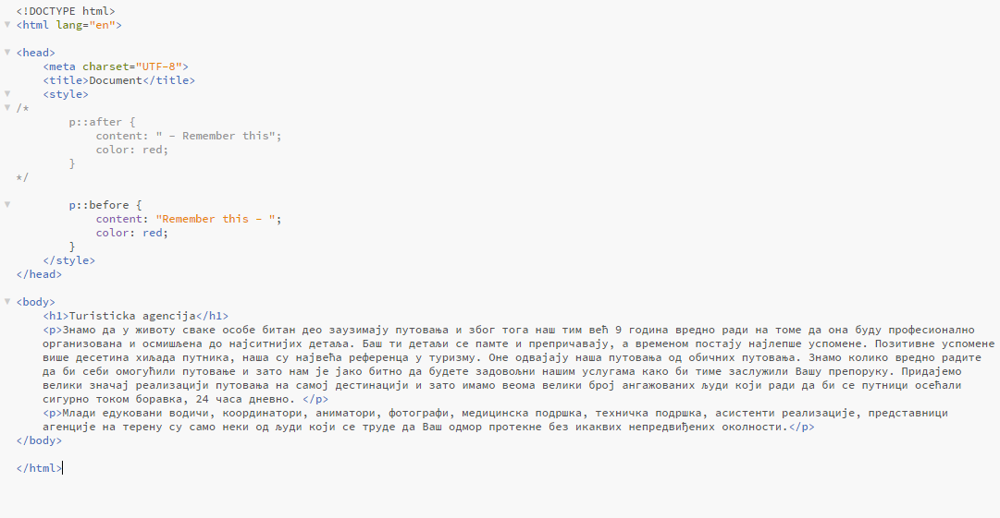 <!DOCTYPE html>
<html lang="en">
<head>
<meta charset="UTF-8">
<title>Document</title>
<style>
/*
p::after {
content: " - Remember this";
color: red;
}
*/
p::before {
content: "Remember this - ";
color: red;
}
</style>
</head>
<body>
<h1>Turisticka agencija</h1>
<p>Знамо да у животу сваке особе битан део заузимају путовања и због тога наш тим већ 9 година вредно ради на томе да она буду професионално
организована и осмишљена до најситнијих детаља. Баш ти детаљи се памте и препричавају, а временом постају најлепше успомене. Позитивне успомене
више десетина хиљада путника, наша су највећа референца у туризму. Оне одвајају наша путовања од обичних путовања. Знамо колико вредно радите
да би себи омогућили путовање и зато нам је јако битно да будете задовољни нашим услугама како би тиме заслужили Вашу препоруку. Придајемо
велики значај реализацији путовања на самој дестинацији и зато имамо веома велики број ангажованих људи који ради да би се путници осећали
сигурно током боравка, 24 часа дневно. </p>
<p>Млади едуковани водичи, координатори, аниматори, фотографи, медицинска подршка, техничка подршка, асистенти реализације, представници
агенције на терену су само неки од људи који се труде да Ваш одмор протекне без икаквих непредвиђених околности.</p>
</body>
</html>